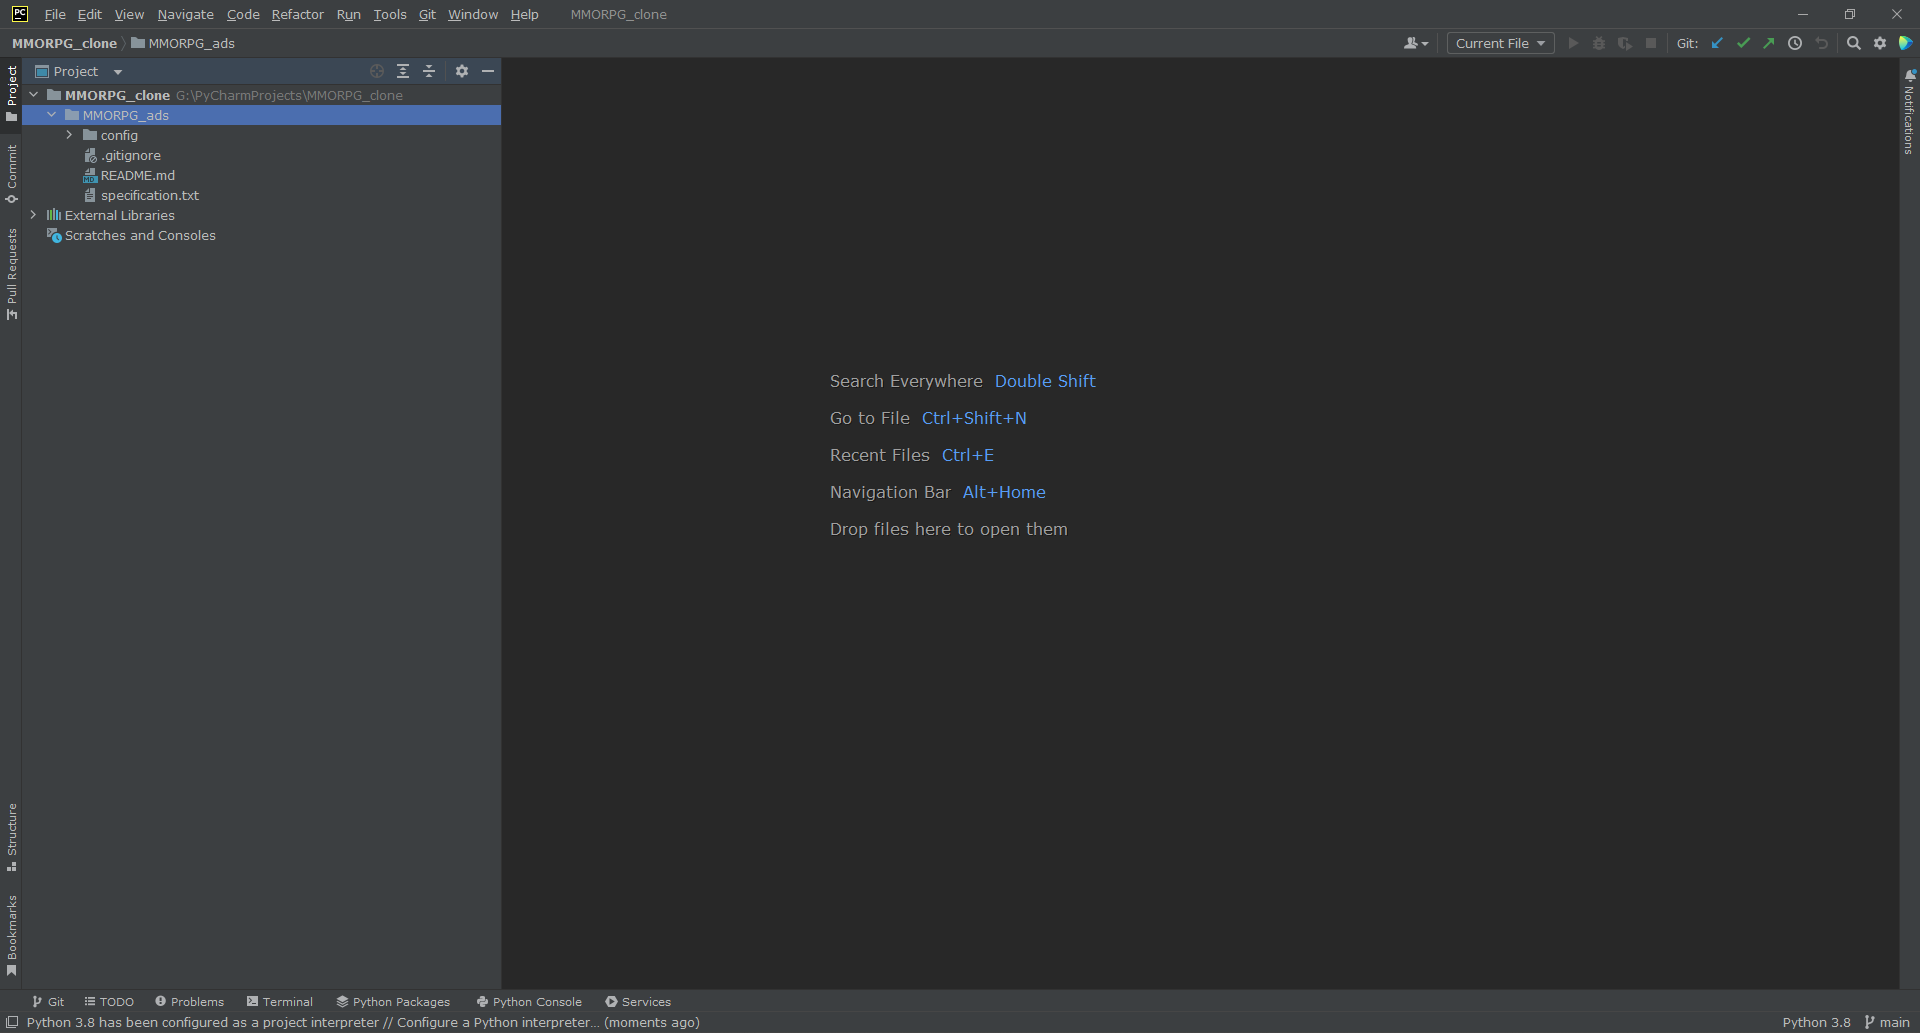 PC File Edit View Navigate Code Refactor Run Tools Git Window Help MMORPG_clone
MMORPG_clone MMORPG_ads Current File Git:
Project
Project
MMORPG_clone G:\PyCharmProjects\MMORPG_clone
MMORPG_ads
config
.gitignore
README.md
specification.txt
External Libraries
Scratches and Consoles
Commit
Pull Requests
Structure
Bookmarks
Search Everywhere Double Shift
Go to File Ctrl+Shift+N
Recent Files Ctrl+E
Navigation Bar Alt+Home
Drop files here to open them
Notifications
Git TODO Problems Terminal Python Packages Python Console Services
Python 3.8 has been configured as a project interpreter // Configure a Python interpreter... (moments ago) Python 3.8 main